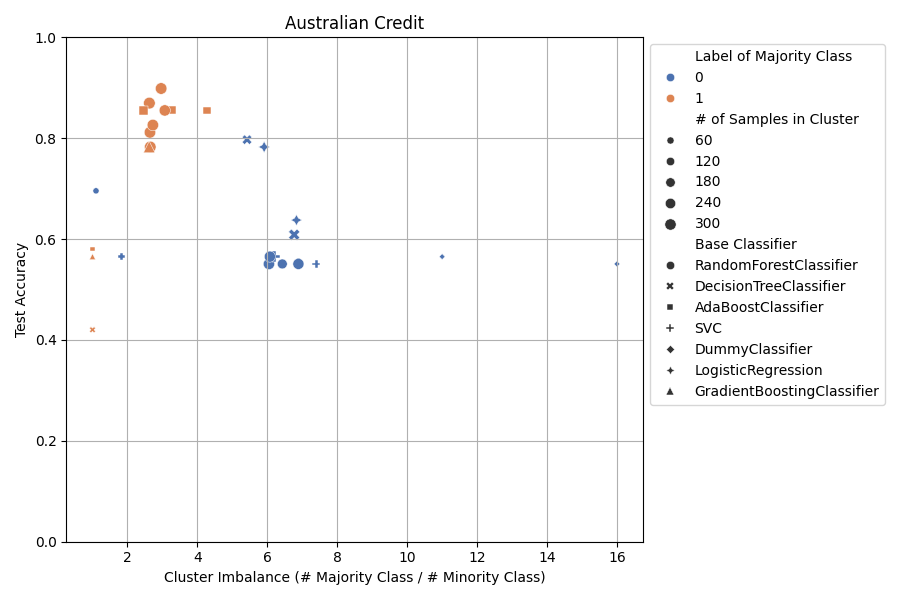 Australian Credit
Test Accuracy
1.0
0.8
0.6
0.4
0.2
0.0
2 4 6 8 10 12 14 16
Cluster Imbalance (# Majority Class / # Minority Class)
Label of Majority Class
0
1
# of Samples in Cluster
60
120
180
240
300
Base Classifier
RandomForestClassifier
DecisionTreeClassifier
AdaBoostClassifier
SVC
DummyClassifier
LogisticRegression
GradientBoostingClassifier